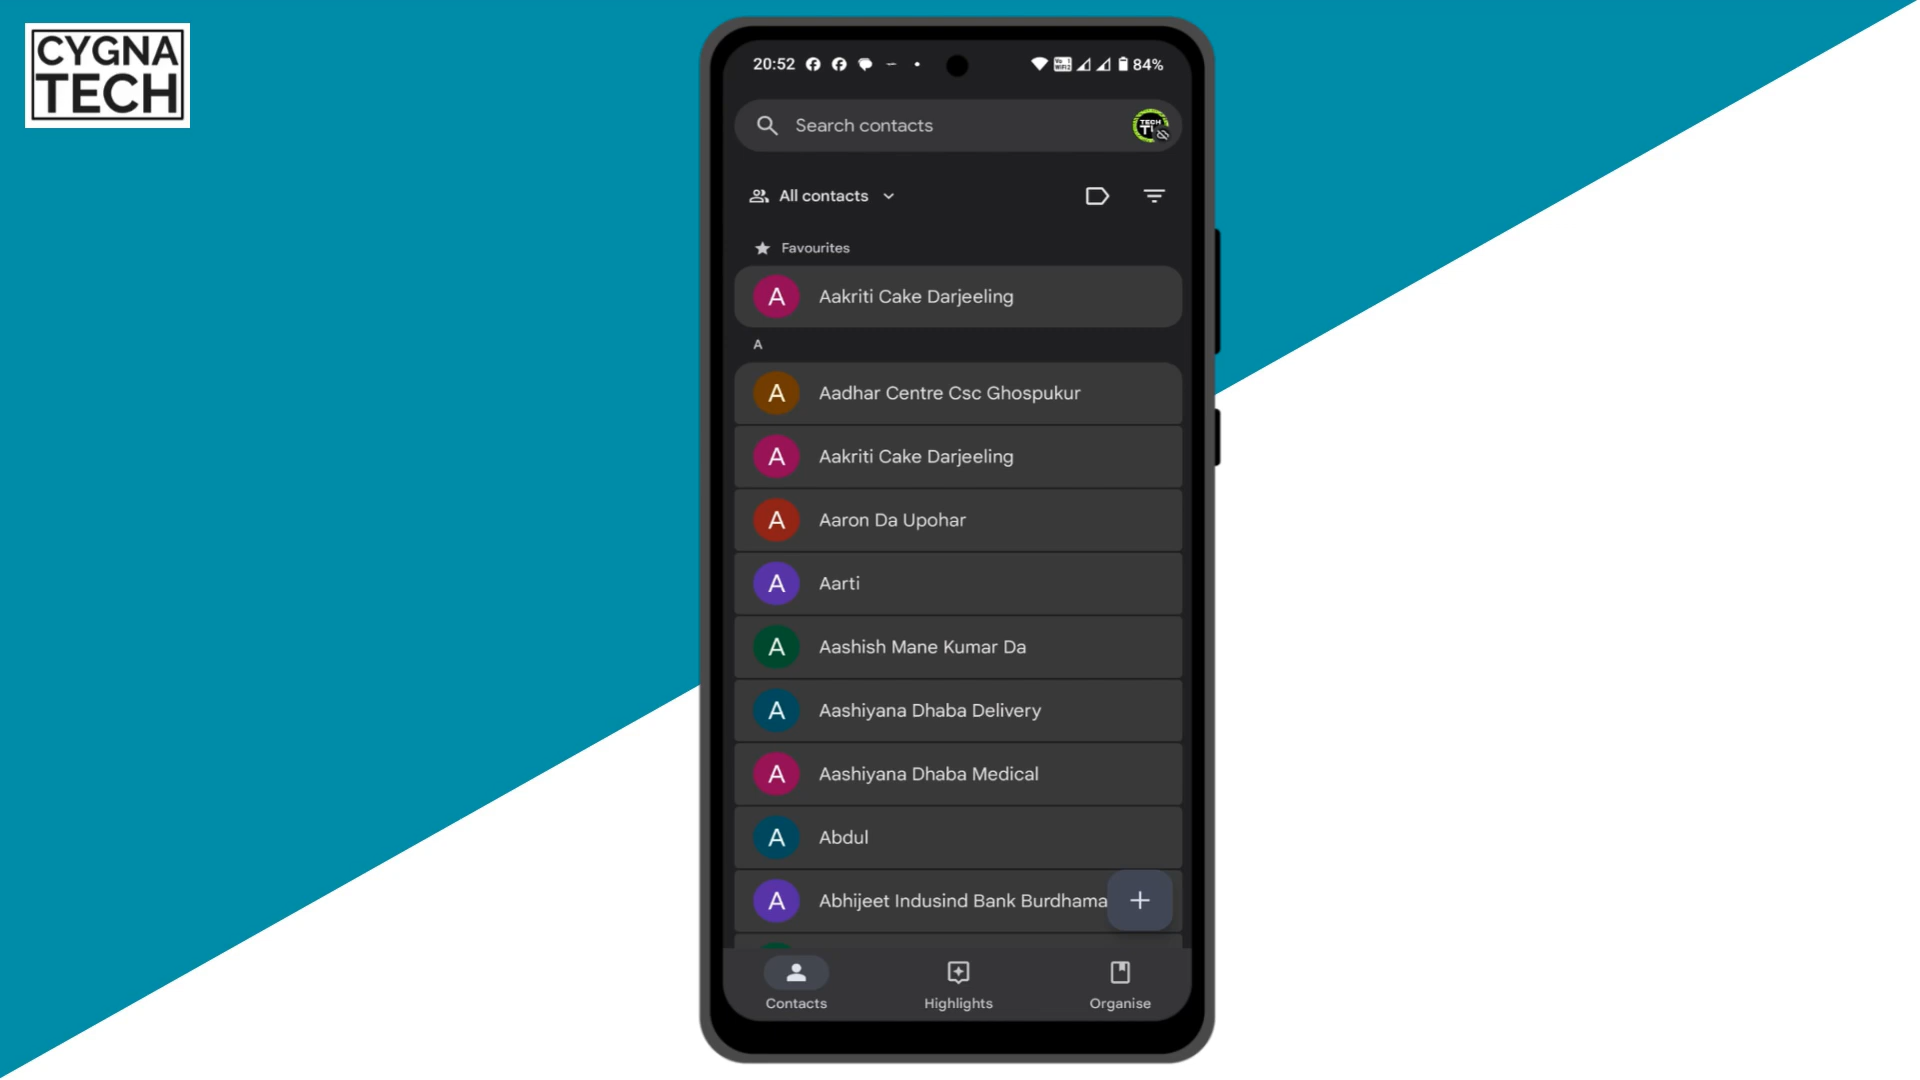 CYGNA
TECH
20:52
84%
Search contacts
All contacts
Favourites
A Aakriti Cake Darjeeling
A
A Aadhar Centre Csc Ghospukur
A Aakriti Cake Darjeeling
A Aaron Da Upohar
A Aarti
A Aashish Mane Kumar Da
A Aashiyana Dhaba Delivery
A Aashiyana Dhaba Medical
A Abdul
A Abhijeet Indusind Bank Burdhama
Contacts
Highlights
Organise